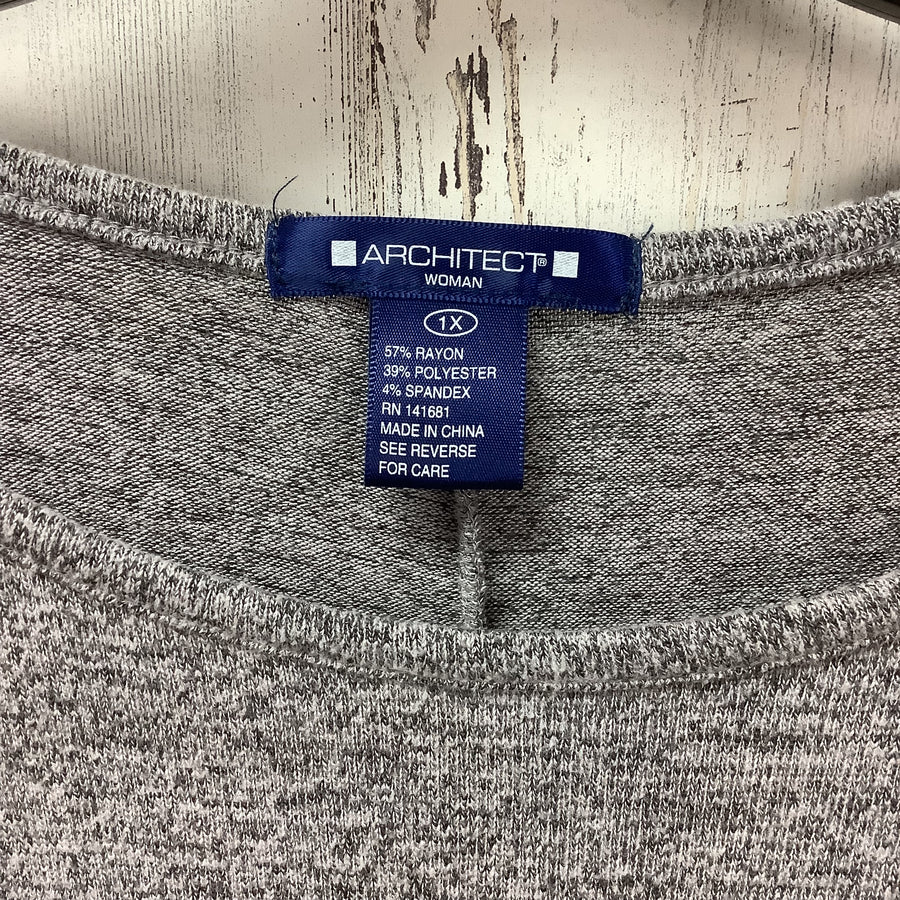 ARCHITECT®
WOMAN
1X
57% RAYON
39% POLYESTER
4% SPANDEX
RN 141681
MADE IN CHINA
SEE REVERSE
FOR CARE